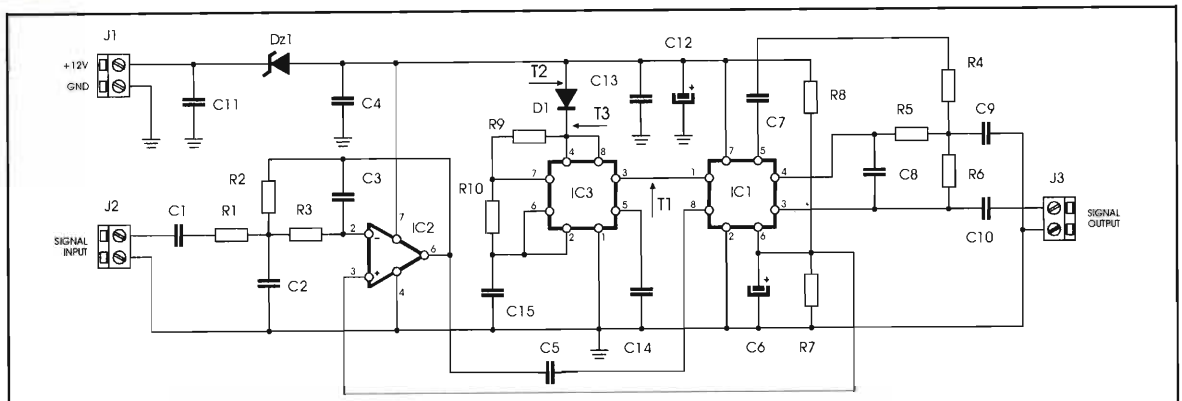 J1
+12V
GND
Dz1
C11
C4
T2
D1
C13
C12
T3
R9
R10
4
8
7
6
3
5
2
1
IC3
C15
C14
T1
C7
7
5
1
8
4
3
2
6
IC1
R8
R4
R5
C9
C8
R6
C10
J3
SIGNAL
OUTPUT
J2
SIGNAL
INPUT
C1
R1
R2
R3
C3
C2
IC2
2
3
7
6
4
−
+
C5
C6
R7
+
+